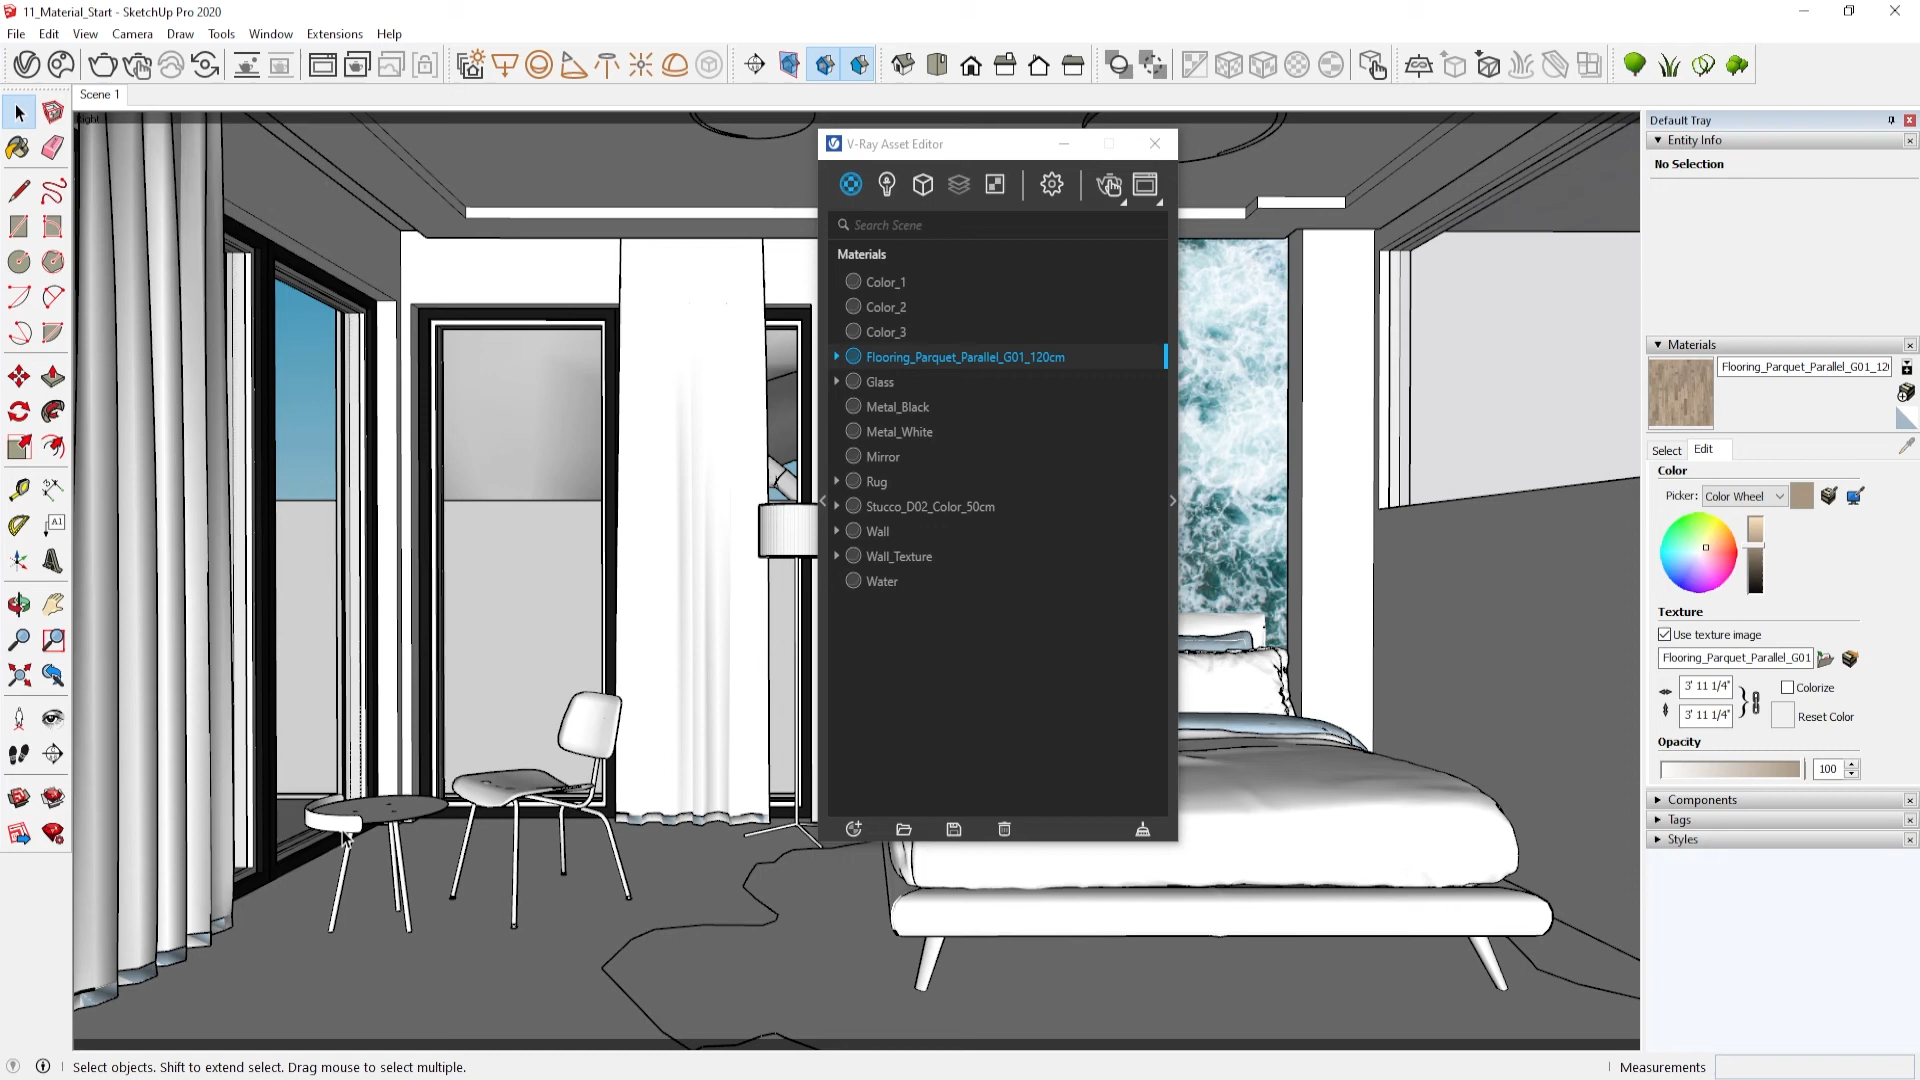 11_Material_Start - SketchUp Pro 2020
File Edit View Camera Draw Tools Window Extensions Help
Scene 1
Right
V-Ray Asset Editor
Search Scene
Materials
Color_1
Color_2
Color_3
Flooring_Parquet_Parallel_G01_120cm
Glass
Metal_Black
Metal_White
Mirror
Rug
Stucco_D02_Color_50cm
Wall
Wall_Texture
Water
A1
Default Tray
Entity Info
No Selection
Materials
Flooring_Parquet_Parallel_G01_12
Select Edit
Color
Picker: Color Wheel
Texture
Use texture image
Flooring_Parquet_Parallel_G01
3' 11 1/4" Colorize
3' 11 1/4" Reset Color
Opacity
100
Components
Tags
Styles
Select objects. Shift to extend select. Drag mouse to select multiple.
Measurements